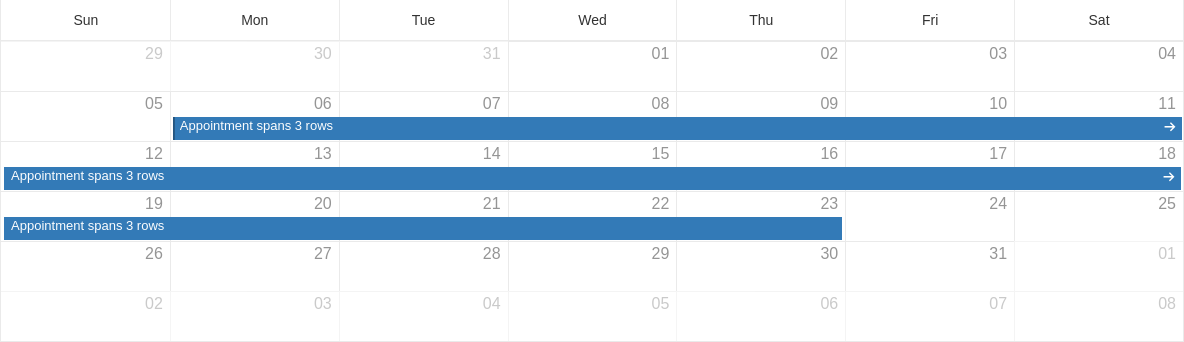 Sun Mon Tue Wed Thu Fri Sat
29 30 31 01 02 03 04
05 06 07 08 09 10 11
Appointment spans 3 rows →
12 13 14 15 16 17 18
Appointment spans 3 rows →
19 20 21 22 23 24 25
Appointment spans 3 rows
26 27 28 29 30 31 01
02 03 04 05 06 07 08